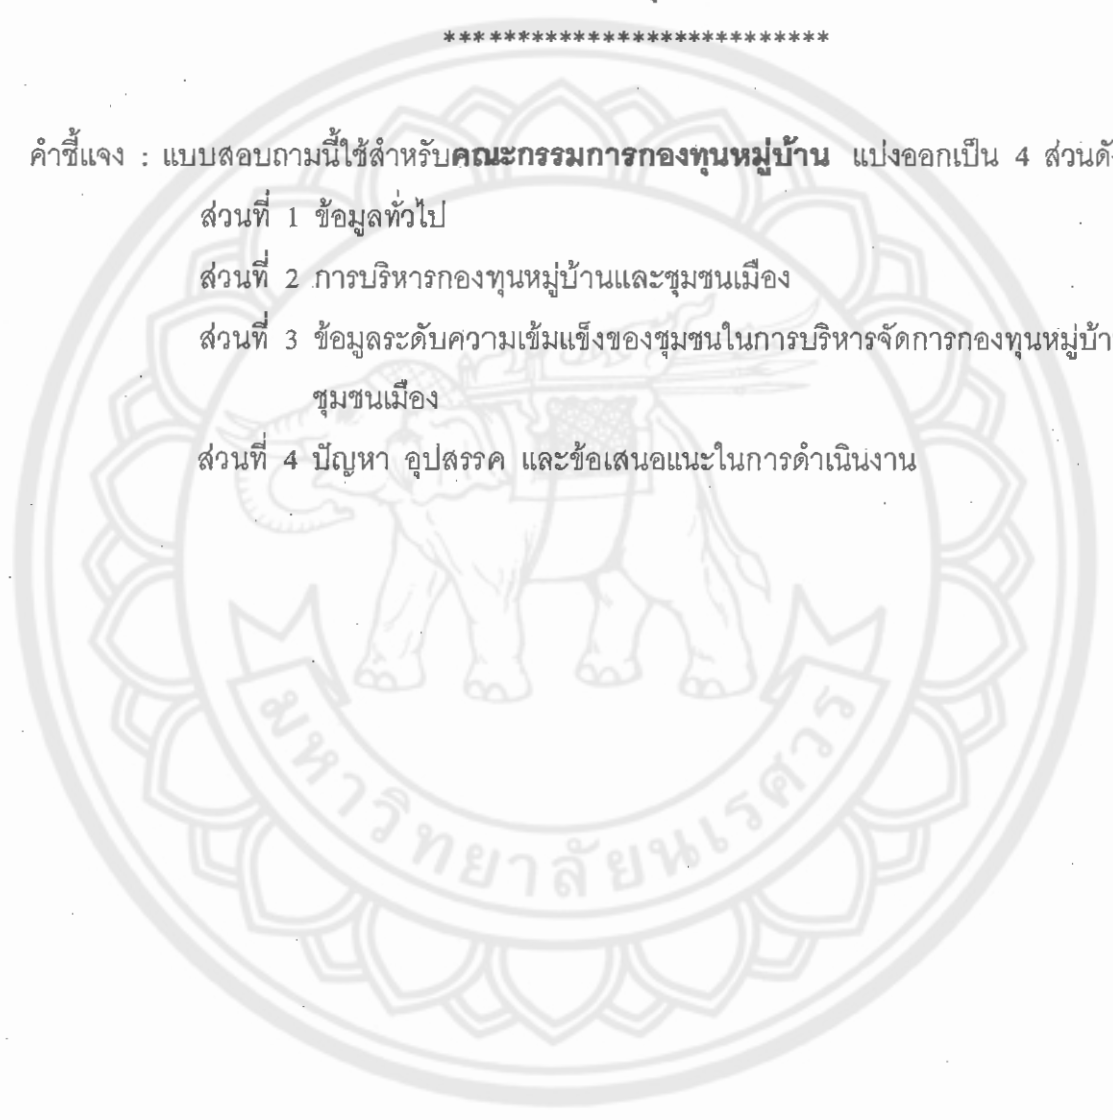 ***************************
คำชี้แจง : แบบสอบถามนี้ใช้สำหรับคณะกรรมการกองทุนหมู่บ้าน แบ่งออกเป็น 4 ส่วนดั
ส่วนที่ 1 ข้อมูลทั่วไป
ส่วนที่ 2 การบริหารกองทุนหมู่บ้านและชุมชนเมือง
ส่วนที่ 3 ข้อมูลระดับความเข้มแข็งของชุมชนในการบริหารจัดการกองทุนหมู่บ้า
ชุมชนเมือง
ส่วนที่ 4 ปัญหา อุปสรรค และข้อเสนอแนะในการดำเนินงาน
มหาวิทยาลัยนเรศวร